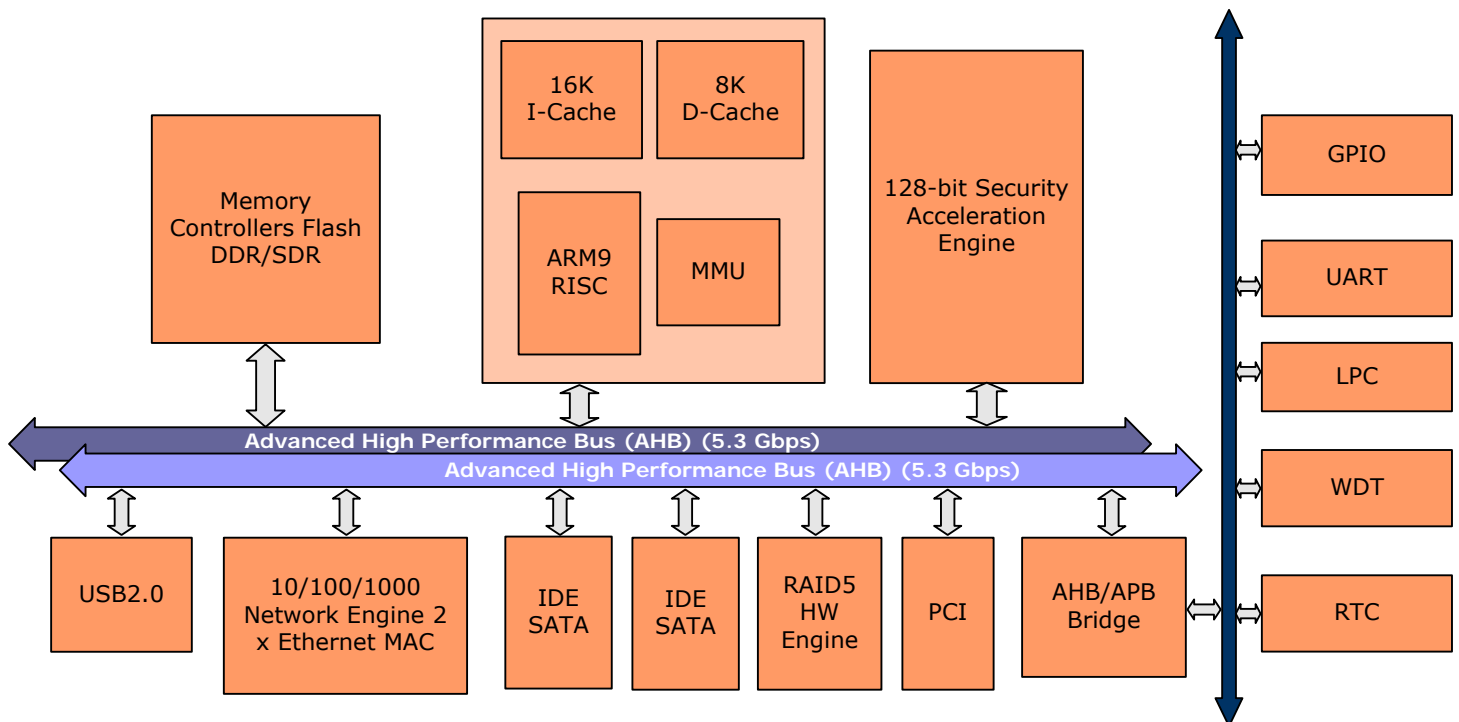 16K
I-Cache
8K
D-Cache
Memory
Controllers Flash
DDR/SDR
ARM9
RISC
MMU
128-bit Security
Acceleration
Engine
GPIO
UART
LPC
WDT
RTC
Advanced High Performance Bus (AHB) (5.3 Gbps)
Advanced High Performance Bus (AHB) (5.3 Gbps)
USB2.0
10/100/1000
Network Engine 2
x Ethernet MAC
IDE
SATA
IDE
SATA
RAID5
HW
Engine
PCI
AHB/APB
Bridge